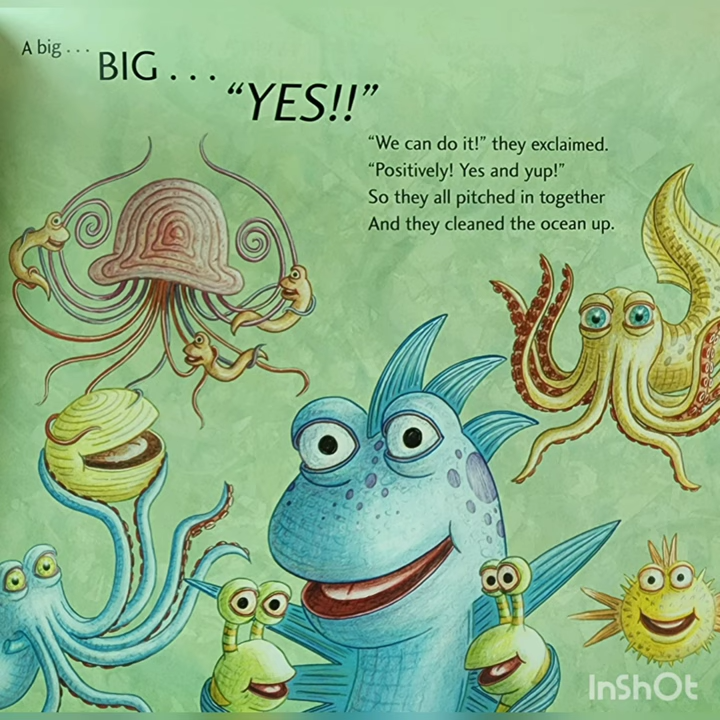 A big . . .
BIG . . .
“YES!!”
“We can do it!” they exclaimed.
“Positively! Yes and yup!”
So they all pitched in together
And they cleaned the ocean up.
InShOt